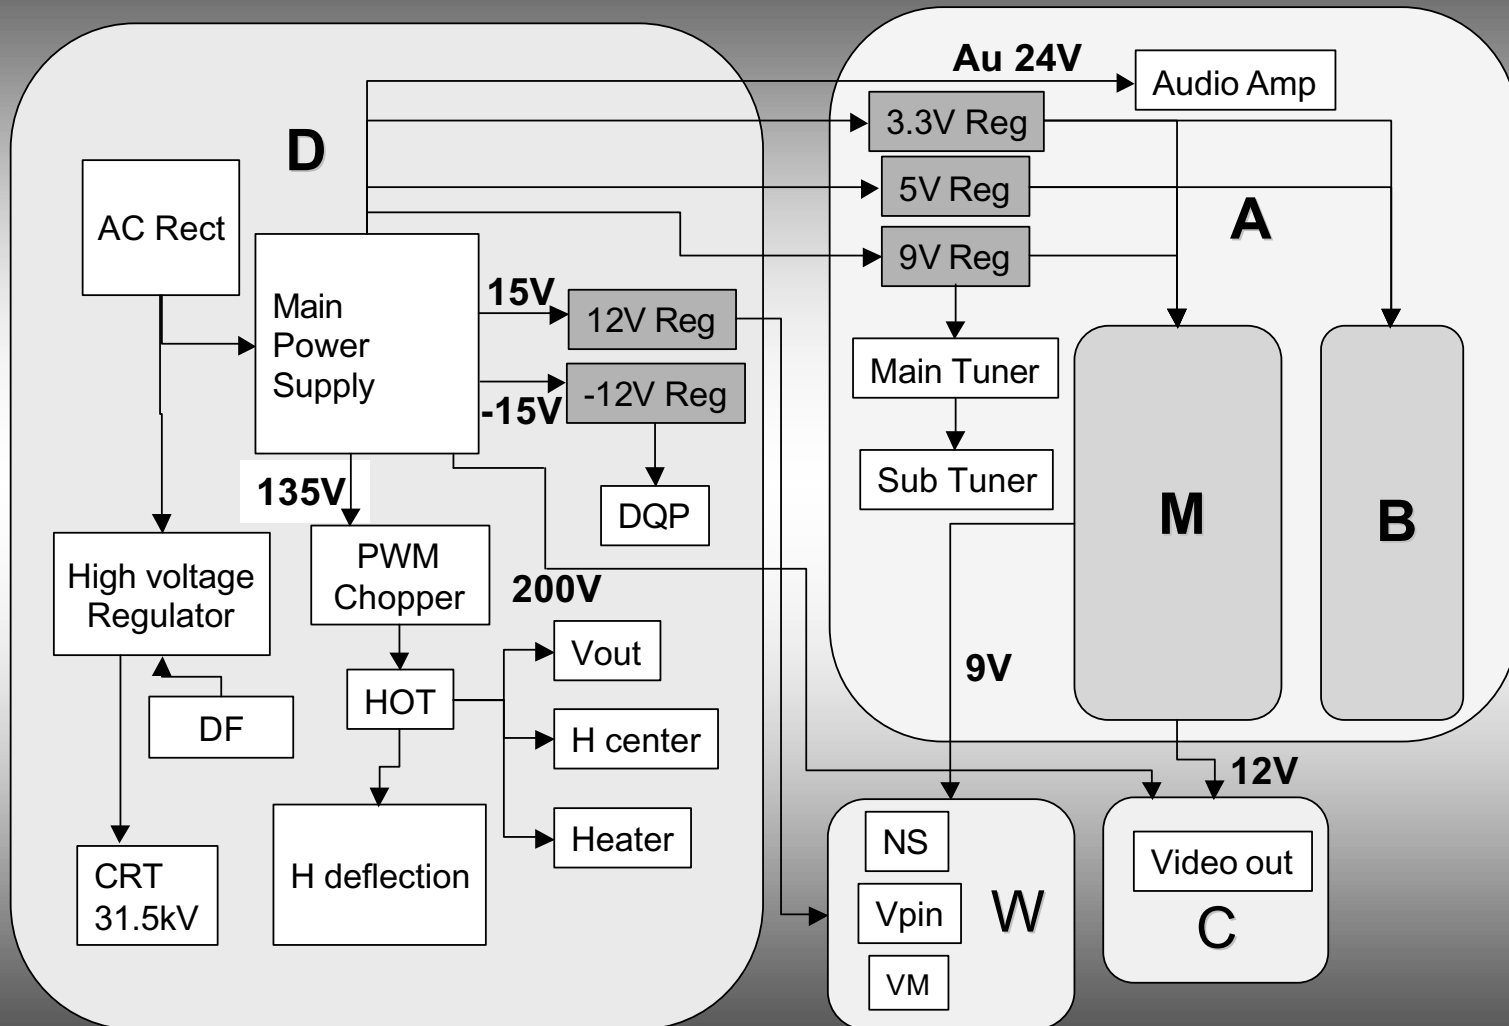 Au 24V
Audio Amp
3.3V Reg
D
5V Reg
A
AC Rect
9V Reg
15V
Main
Power
Supply
12V Reg
Main Tuner
-12V Reg
-15V
135V
Sub Tuner
DQP
M
B
PWM
Chopper
High voltage
Regulator
200V
Vout
9V
HOT
DF
H center
12V
NS
Heater
Video out
CRT
31.5kV
H deflection
Vpin
W
C
VM